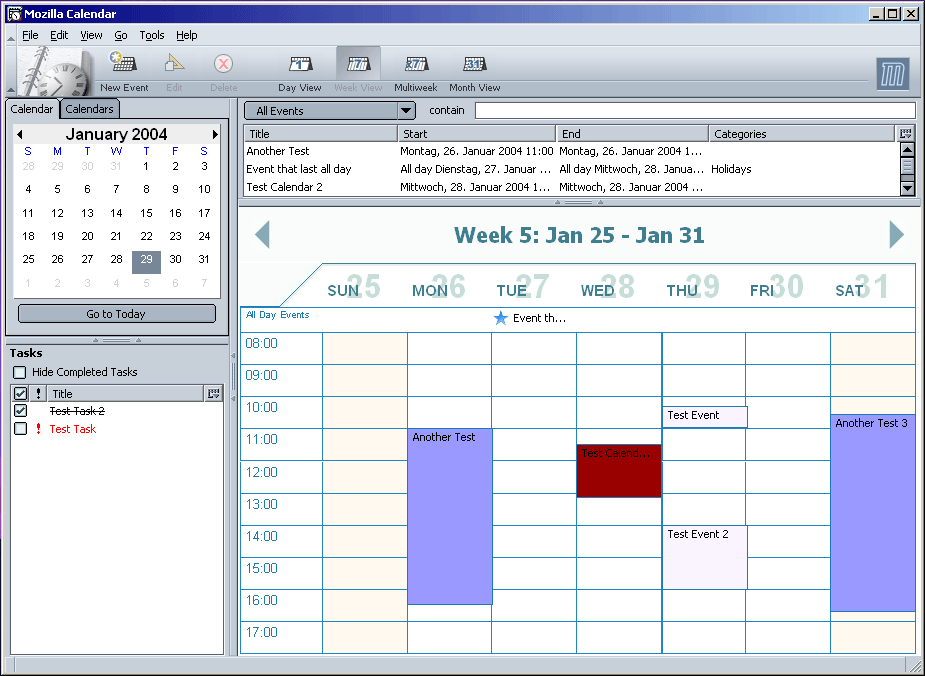 Mozilla Calendar
File Edit View Go Tools Help
New Event Edit Delete Day View Week View Multiweek Month View
Calendar Calendars
January 2004
S M T W T F S
28 29 30 31 1 2 3
4 5 6 7 8 9 10
11 12 13 14 15 16 17
18 19 20 21 22 23 24
25 26 27 28 29 30 31
1 2 3 4 5 6 7
Go to Today
Tasks
Hide Completed Tasks
! Title
Test Task 2
! Test Task
All Events contain
Title Start End Categories
Another Test Montag, 26. Januar 2004 11:00 Montag, 26. Januar 2004 1...
Event that last all day All day Dienstag, 27. Januar ... All day Mittwoch, 28. Janua... Holidays
Test Calendar 2 Mittwoch, 28. Januar 2004 1... Mittwoch, 28. Januar 2004 ...
Week 5: Jan 25 - Jan 31
SUN 25 MON 26 TUE 27 WED 28 THU 29 FRI 30 SAT 31
All Day Events Event th...
08:00
09:00
10:00
Test Event
Another Test 3
11:00
Another Test
Test Calend...
12:00
13:00
14:00
Test Event 2
15:00
16:00
17:00